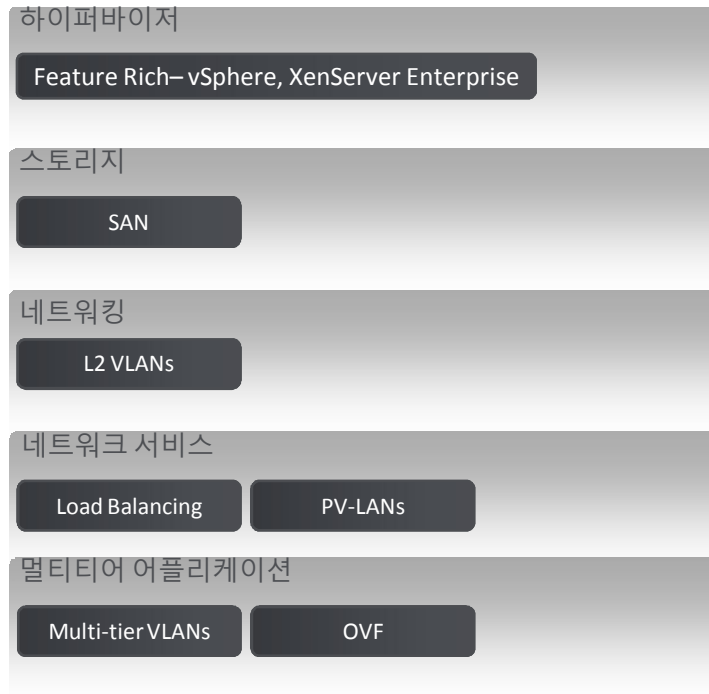 하이퍼바이저
Feature Rich– vSphere, XenServer Enterprise
스토리지
SAN
네트워킹
L2 VLANs
네트워크 서비스
Load Balancing
PV-LANs
멀티티어 어플리케이션
Multi-tier VLANs
OVF